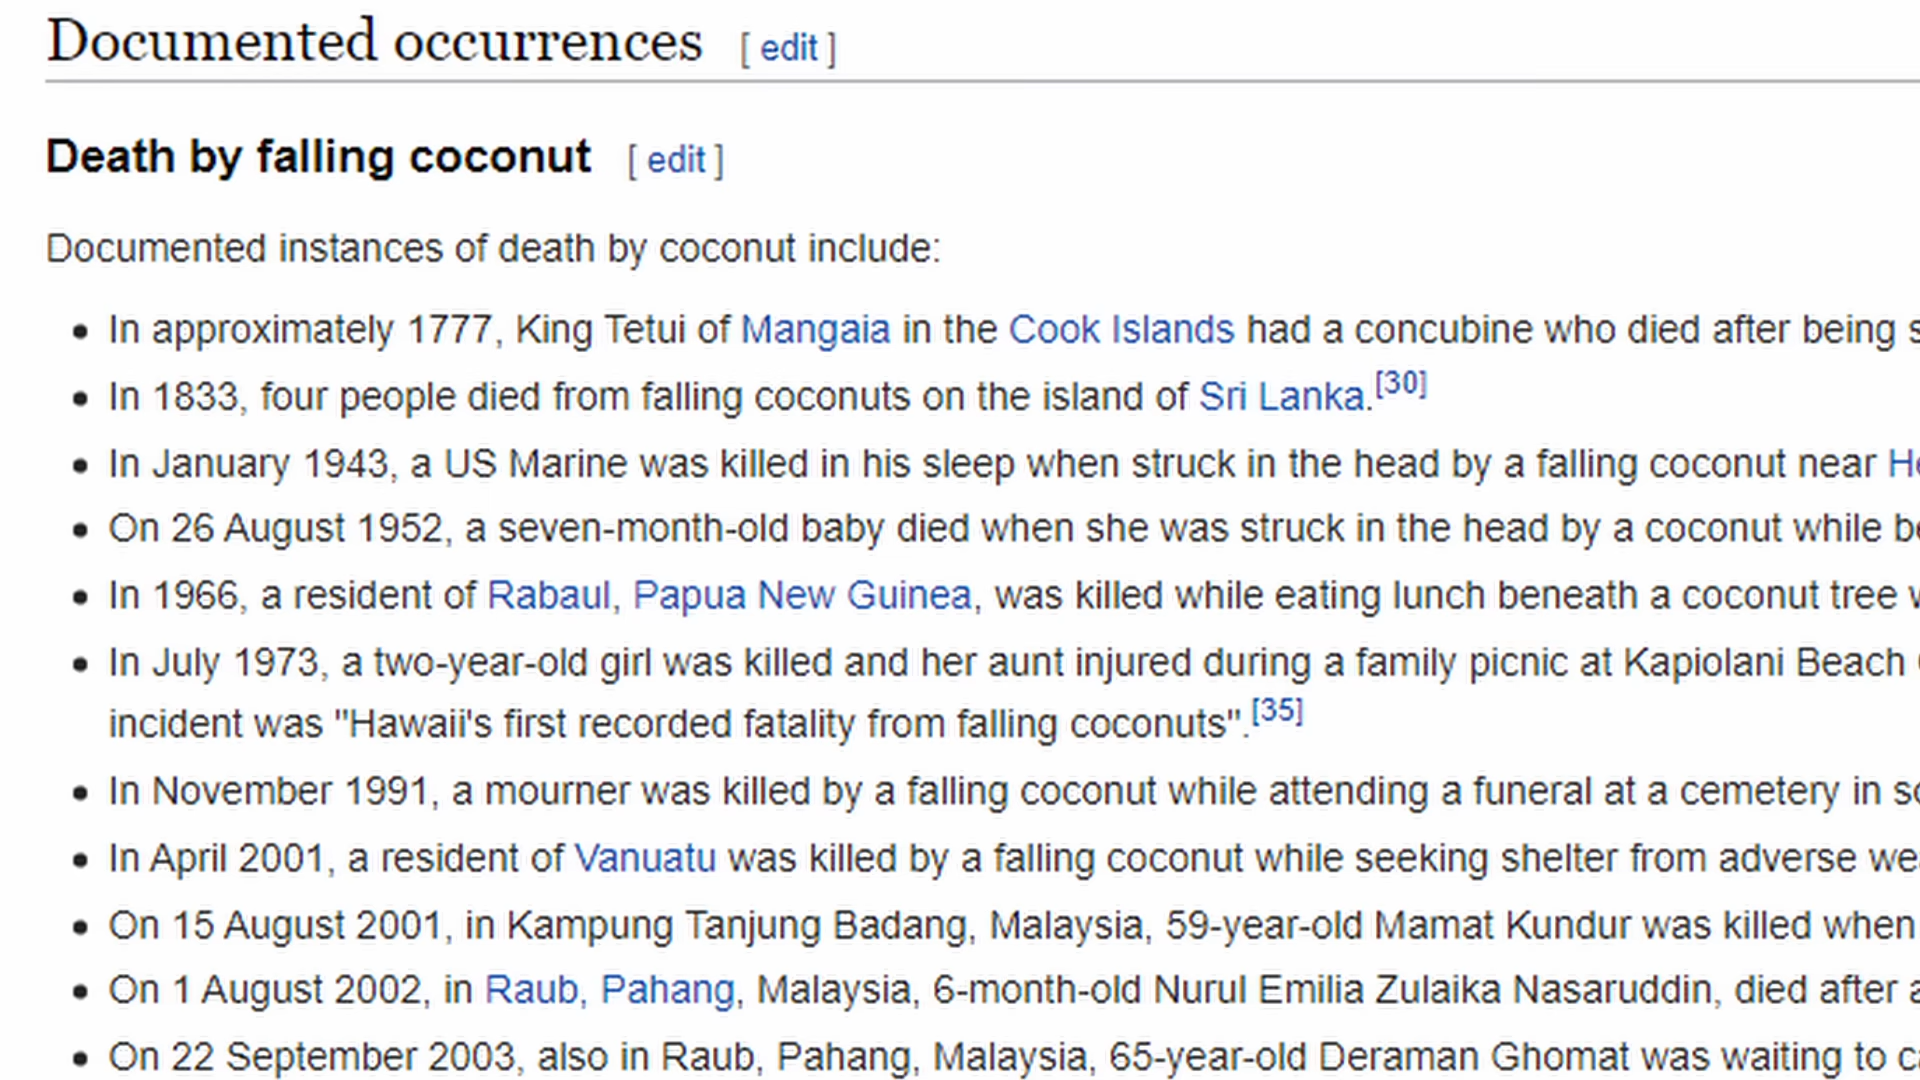 Documented occurrences [ edit ]
Death by falling coconut [ edit ]
Documented instances of death by coconut include:
• In approximately 1777, King Tetui of Mangaia in the Cook Islands had a concubine who died after being
• In 1833, four people died from falling coconuts on the island of Sri Lanka.[30]
• In January 1943, a US Marine was killed in his sleep when struck in the head by a falling coconut near
• On 26 August 1952, a seven-month-old baby died when she was struck in the head by a coconut while
• In 1966, a resident of Rabaul, Papua New Guinea, was killed while eating lunch beneath a coconut tree
• In July 1973, a two-year-old girl was killed and her aunt injured during a family picnic at Kapiolani Beach
incident was "Hawaii's first recorded fatality from falling coconuts".[35]
• In November 1991, a mourner was killed by a falling coconut while attending a funeral at a cemetery in
• In April 2001, a resident of Vanuatu was killed by a falling coconut while seeking shelter from adverse
• On 15 August 2001, in Kampung Tanjung Badang, Malaysia, 59-year-old Mamat Kundur was killed when
• On 1 August 2002, in Raub, Pahang, Malaysia, 6-month-old Nurul Emilia Zulaika Nasaruddin, died after
• On 22 September 2003, also in Raub, Pahang, Malaysia, 65-year-old Deraman Ghomat was waiting to